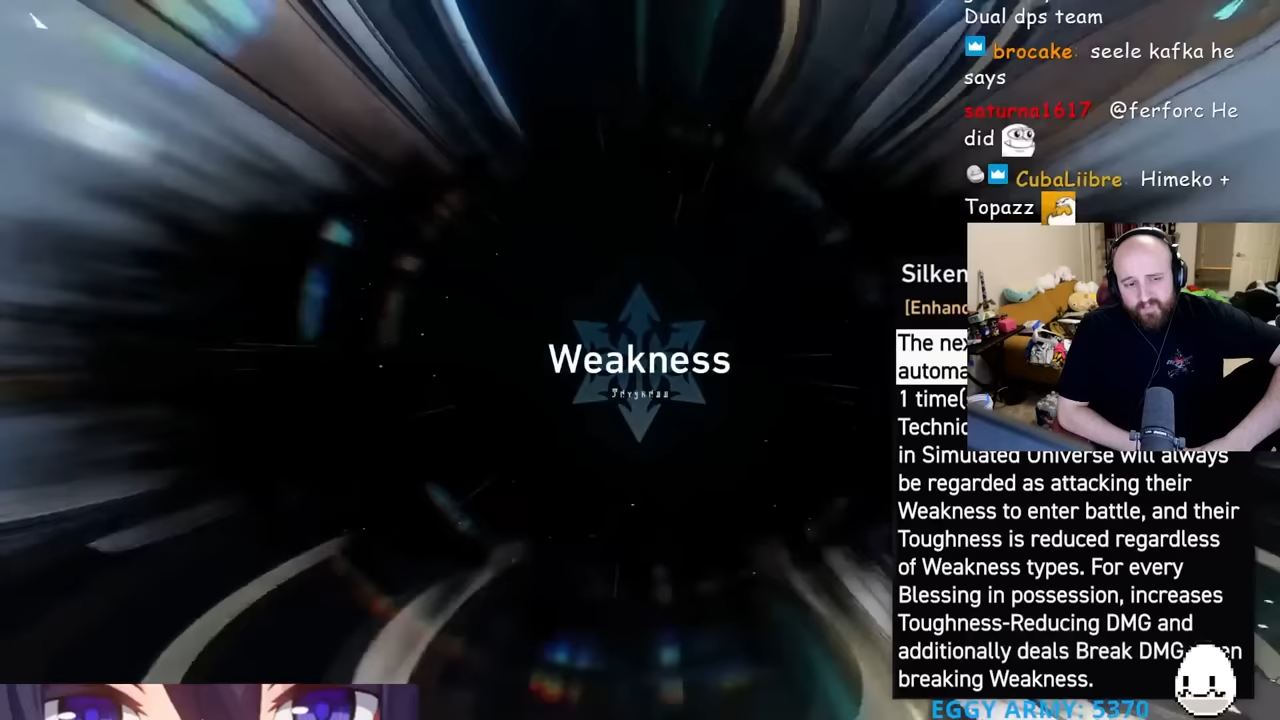 Dual dps team
brocake seele kafka he
says
saturna1617 @ferforc He
did
CubaLiibre Himeko +
Topazz
Weakness
Silken
[Enhanc
The nex
automa
1 time(
Technic
in Simulated Universe will always
be regarded as attacking their
Weakness to enter battle, and their
Toughness is reduced regardless
of Weakness types. For every
Blessing in possession, increases
Toughness-Reducing DMG and
additionally deals Break DMG
breaking Weakness.
EGGY ARMY: 5370